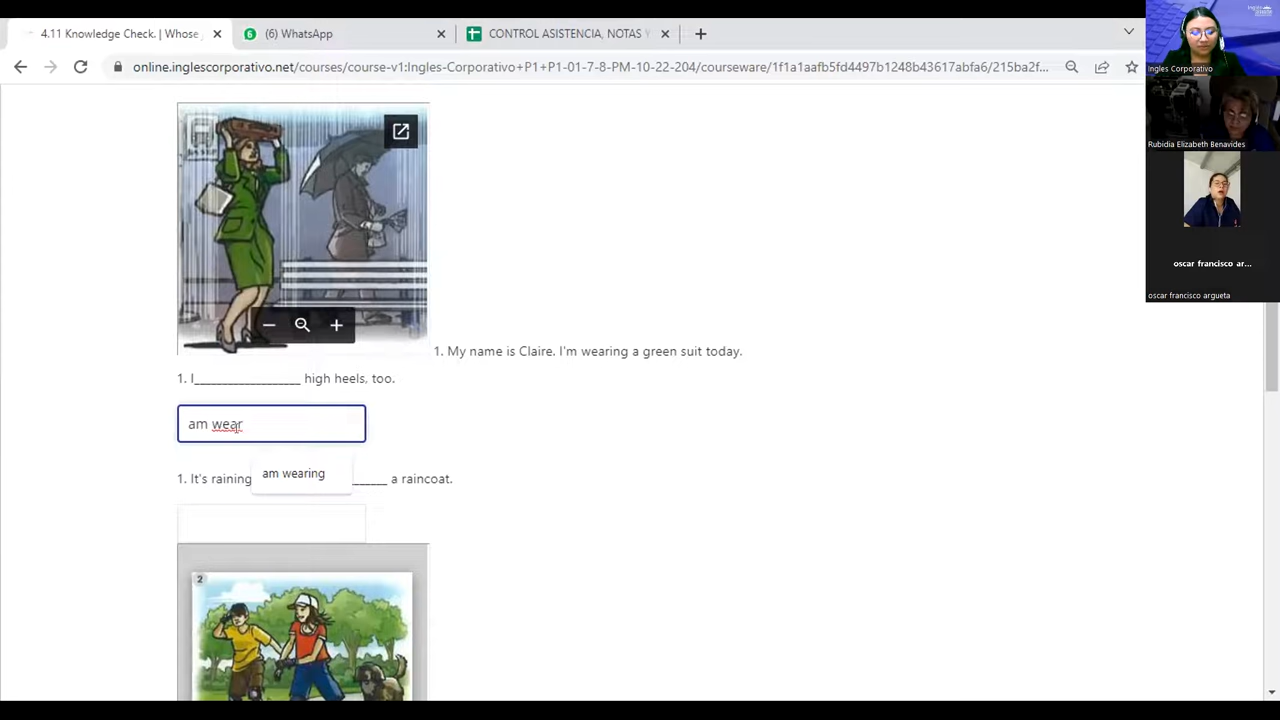 4.11 Knowledge Check. | Whose
6 (6) WhatsApp
CONTROL ASISTENCIA, NOTAS Y
online.inglescorporativo.net/courses/course-v1:Ingles-Corporativo+P1+P1-01-7-8-PM-10-22-204/courseware/1f1a1aafb5fd4497b1248b43617abfa6/215ba2f...
Ingles Corporativo
Rubidia Elizabeth Benavides
oscar francisco ar...
oscar francisco argueta
1. My name is Claire. I'm wearing a green suit today.
1. I___________________ high heels, too.
am wear
am wearing
1. It's raining ______ a raincoat.
2